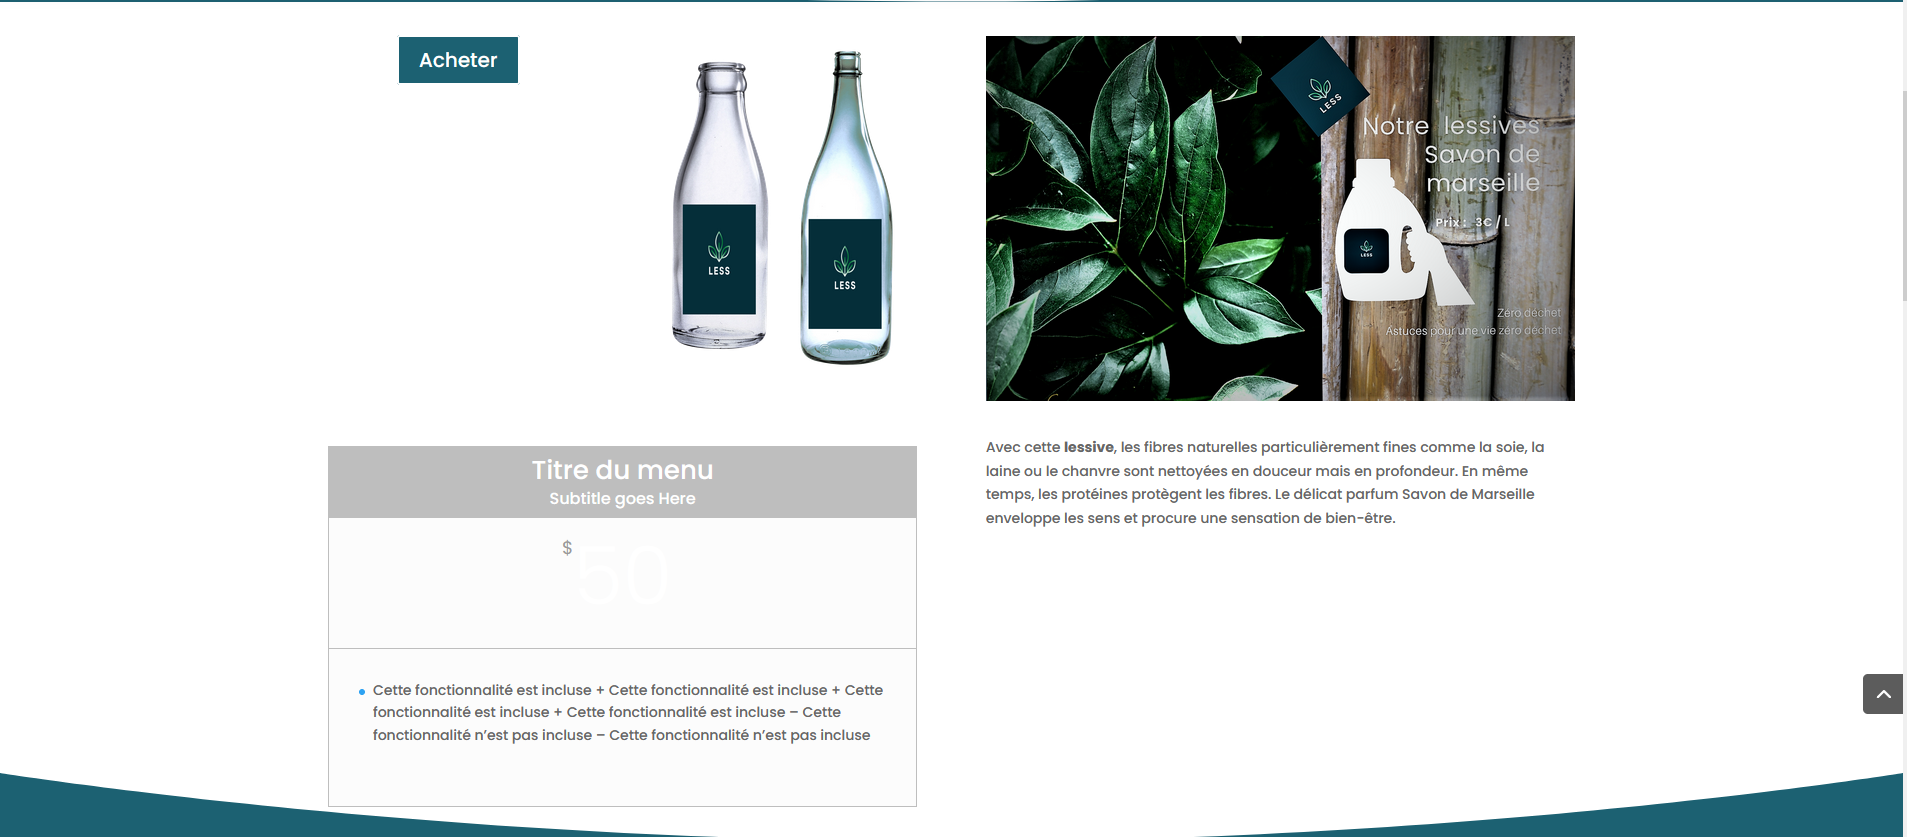 Acheter
LESS
LESS
LESS
Notre lessives
Savon de
marseille
Prix : 3€ / L
LESS
Zéro déchet
Astuces pour une vie zéro déchet
Titre du menu
Subtitle goes Here
$
50
Cette fonctionnalité est incluse + Cette fonctionnalité est incluse + Cette
fonctionnalité est incluse + Cette fonctionnalité est incluse – Cette
fonctionnalité n’est pas incluse – Cette fonctionnalité n’est pas incluse
Avec cette lessive, les fibres naturelles particulièrement fines comme la soie, la
laine ou le chanvre sont nettoyées en douceur mais en profondeur. En même
temps, les protéines protègent les fibres. Le délicat parfum Savon de Marseille
enveloppe les sens et procure une sensation de bien-être.